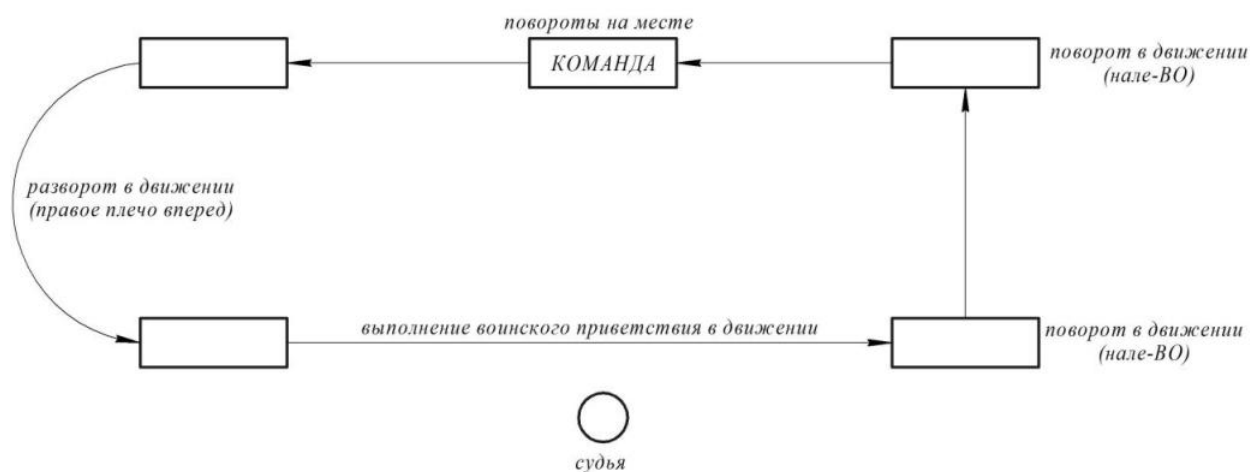 повороты на месте
КОМАНДА
поворот в движении
(нале-ВО)
разворот в движении
(правое плечо вперед)
выполнение воинского приветствия в движении
поворот в движении
(нале-ВО)
судья